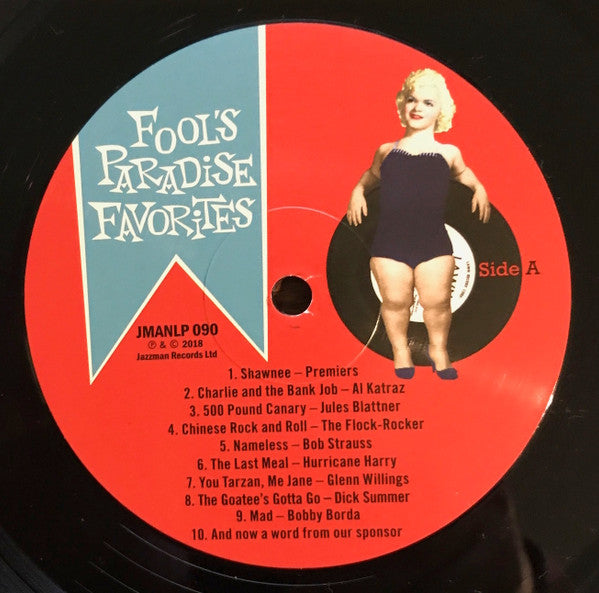 FOOL'S
PARADISE
FAVORITES
Side A
JMANLP 090
℗ & © 2018
Jazzman Records Ltd
1. Shawnee – Premiers
2. Charlie and the Bank Job – Al Katraz
3. 500 Pound Canary – Jules Blattner
4. Chinese Rock and Roll – The Flock-Rocker
5. Nameless – Bob Strauss
6. The Last Meal – Hurricane Harry
7. You Tarzan, Me Jane – Glenn Willings
8. The Goatee's Gotta Go – Dick Summer
9. Mad – Bobby Borda
10. And now a word from our sponsor